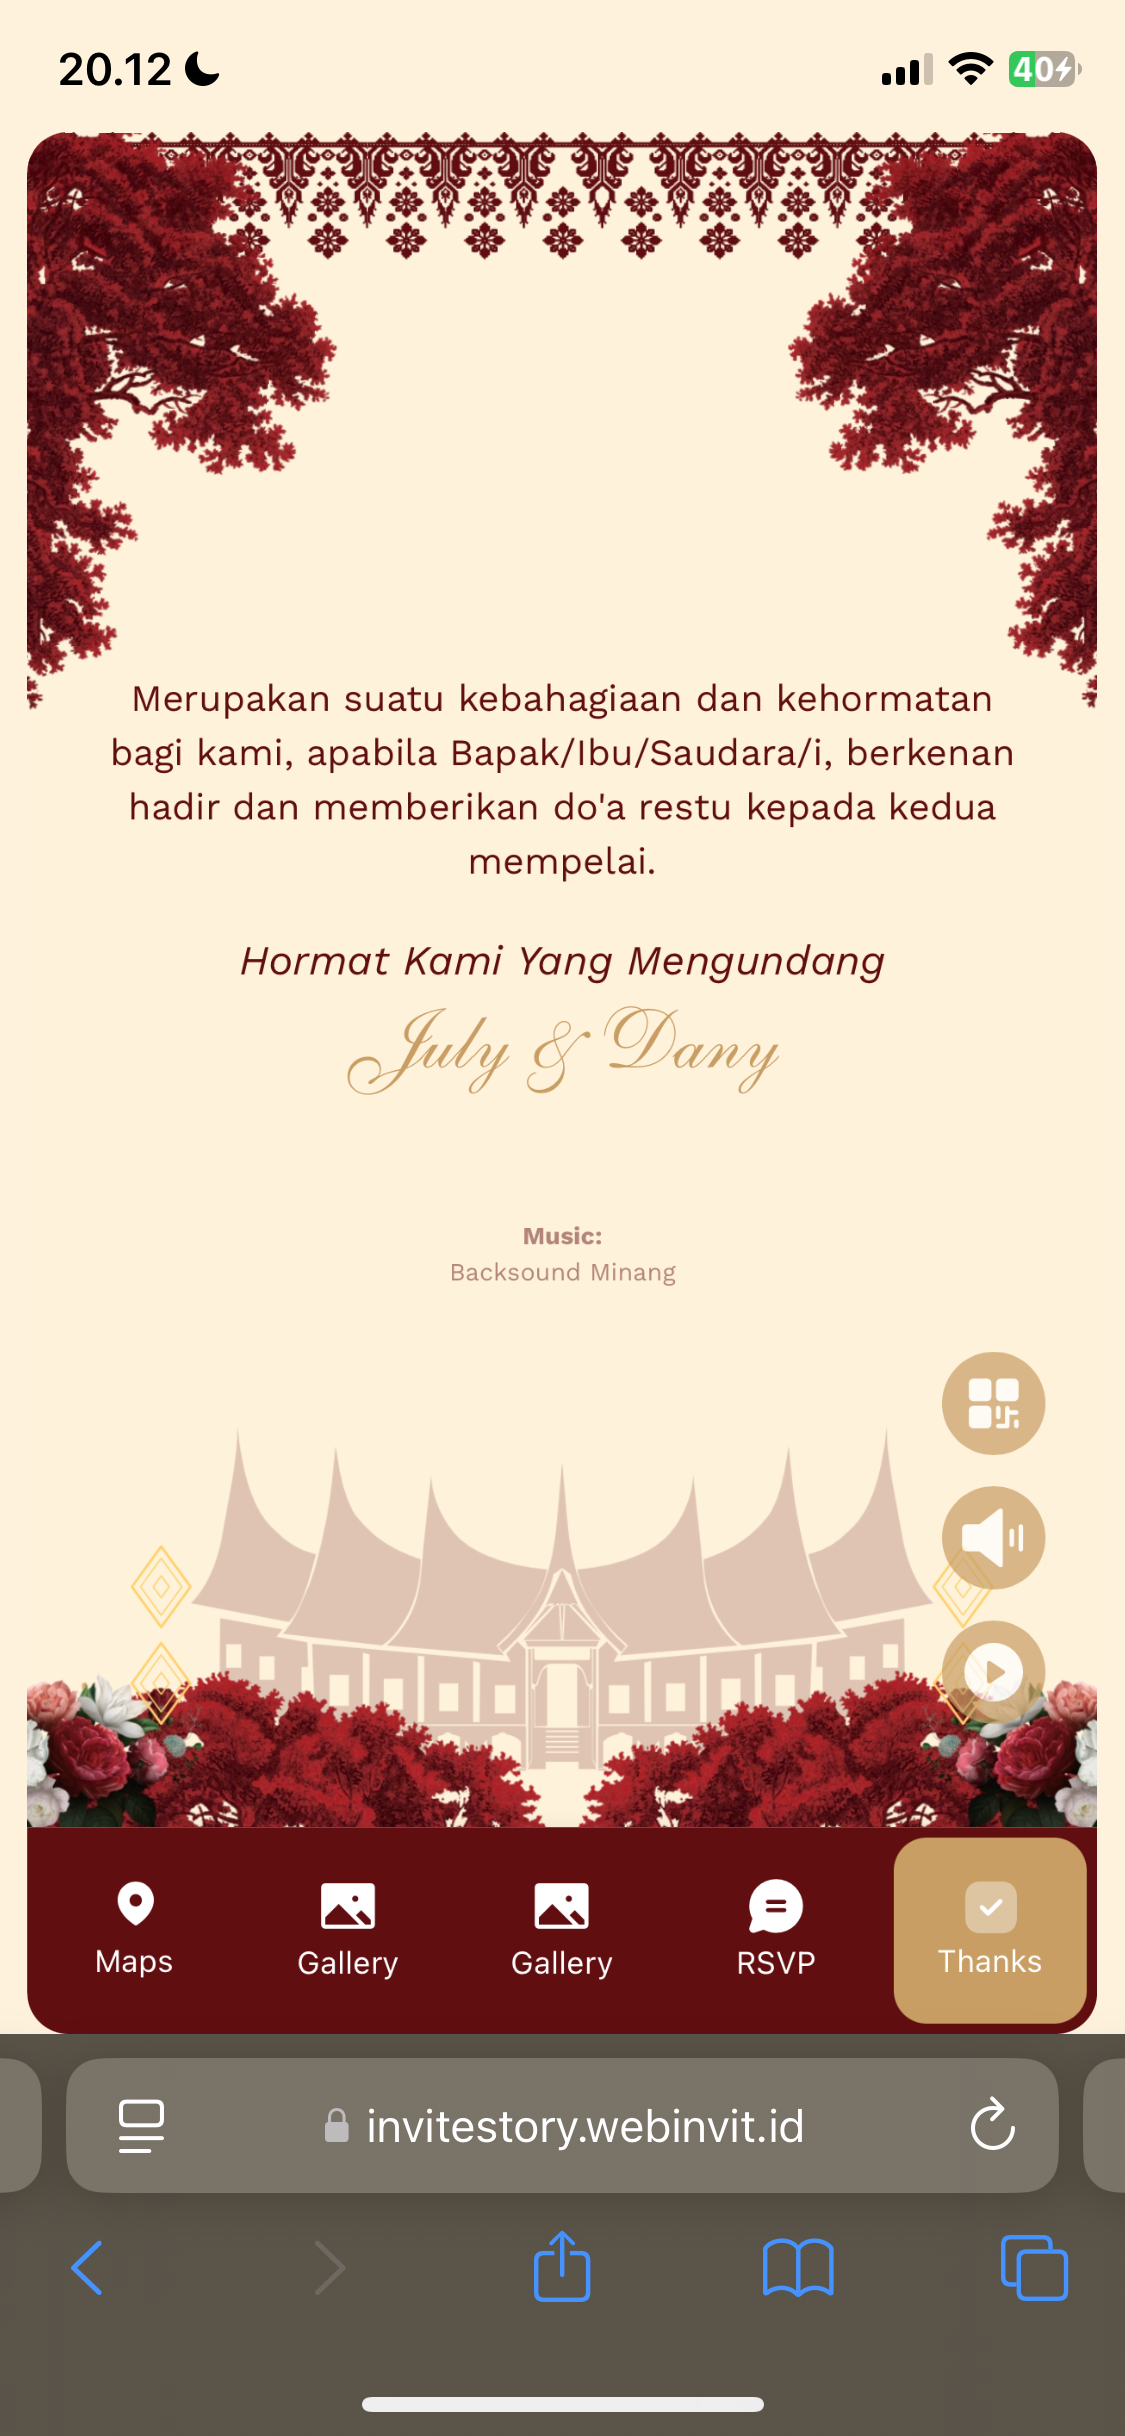 20.12
40
Merupakan suatu kebahagiaan dan kehormatan
bagi kami, apabila Bapak/Ibu/Saudara/i, berkenan
hadir dan memberikan do'a restu kepada kedua
mempelai.
Hormat Kami Yang Mengundang
July & Dany
Music:
Backsound Minang
Maps
Gallery
Gallery
RSVP
Thanks
invitestory.webinvit.id